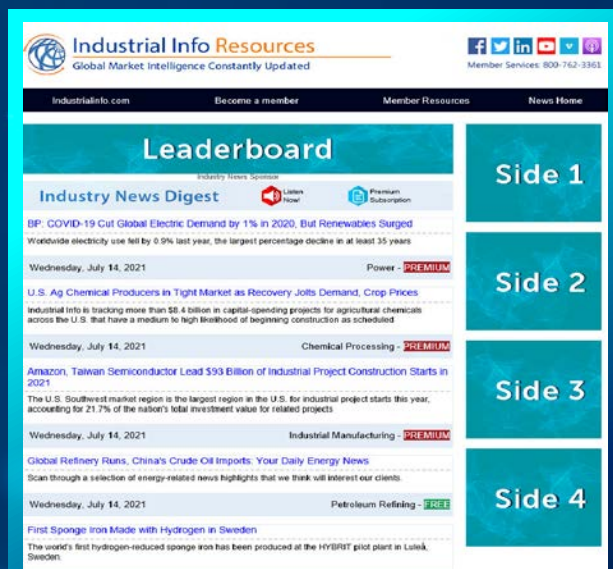 Industrial Info Resources
Global Market Intelligence Constantly Updated
Member Services: 800-762-3361
Industrialinfo.com Become a member Member Resources News Home
Leaderboard
Industry News Sponsor
Industry News Digest
Listen
Now!
Premium
Subscription
BP: COVID-19 Cut Global Electric Demand by 1% in 2020, But Renewables Surged
Worldwide electricity use fell by 0.9% last year, the largest percentage decline in at least 35 years
Wednesday, July 14, 2021 Power - PREMIUM
U.S. Ag Chemical Producers in Tight Market as Recovery Jolts Demand, Crop Prices
Industrial Info is tracking more than $8.4 billion in capital-spending projects for agricultural chemicals
across the U.S. that have a medium to high likelihood of beginning construction as scheduled
Wednesday, July 14, 2021 Chemical Processing - PREMIUM
Amazon, Taiwan Semiconductor Lead $93 Billion of Industrial Project Construction Starts in
2021
The U.S. Southwest market region is the largest region in the U.S. for industrial project starts this year,
accounting for 21.7% of the nation's total investment value for related projects
Wednesday, July 14, 2021 Industrial Manufacturing - PREMIUM
Global Refinery Runs, China's Crude Oil Imports: Your Daily Energy News
Scan through a selection of energy-related news highlights that we think will interest our clients.
Wednesday, July 14, 2021 Petroleum Refining - FREE
First Sponge Iron Made with Hydrogen in Sweden
The world's first hydrogen-reduced sponge iron has been produced at the HYBRIT pilot plant in Luleå,
Sweden.
Side 1
Side 2
Side 3
Side 4